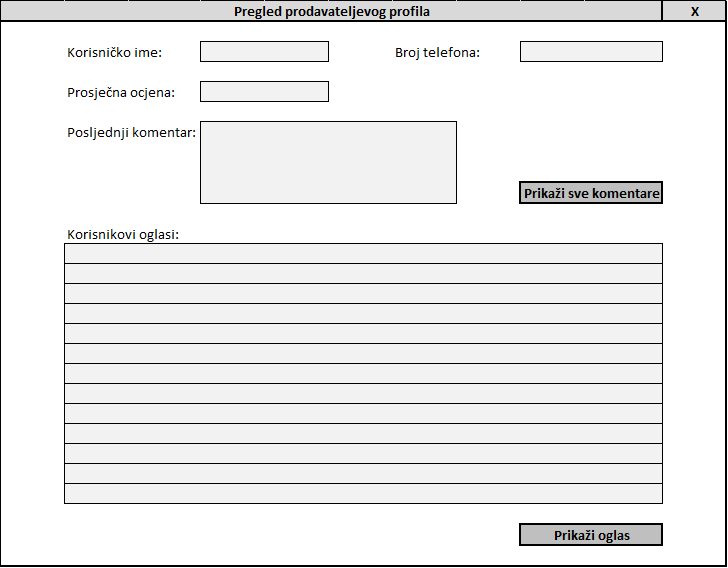 Pregled prodavateljevog profila X
Korisničko ime: Broj telefona:
Prosječna ocjena:
Posljednji komentar:
Prikaži sve komentare
Korisnikovi oglasi:
Prikaži oglas